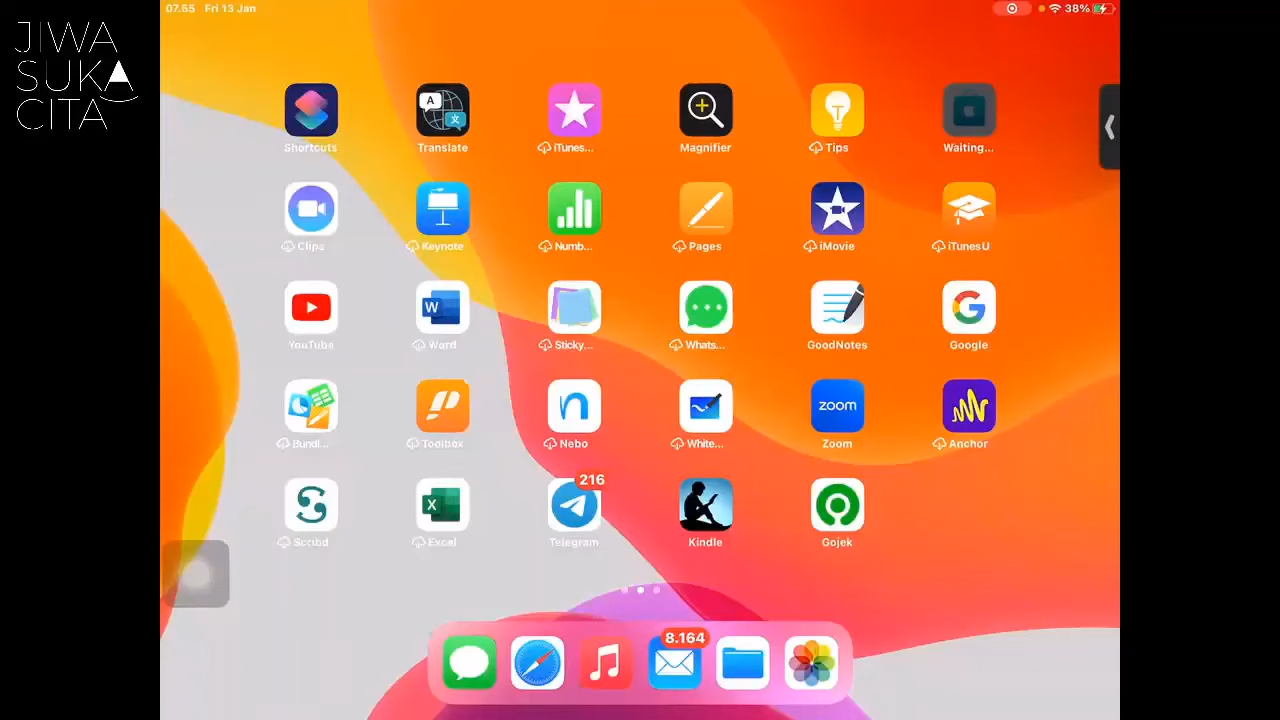 JIWA
SUKA
CITA
07.55 Fri 13 Jan
38%
Shortcuts
Translate
iTunes...
Magnifier
Tips
Waiting...
Clips
Keynote
Numb...
Pages
iMovie
iTunes U
YouTube
Word
Sticky...
Whats...
GoodNotes
Google
Bundl...
Toolbox
Nebo
White...
zoom
Zoom
Anchor
216
Scribd
Excel
Telegram
Kindle
Gojek
8.164